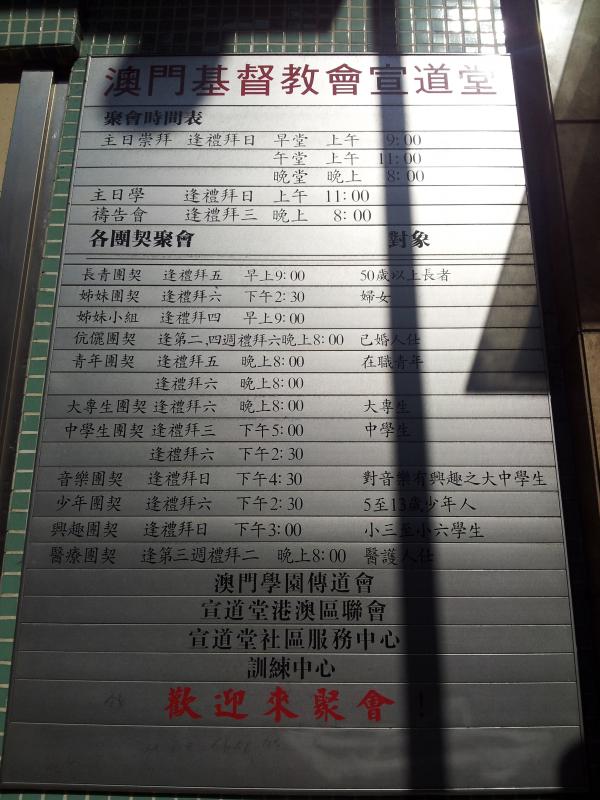 澳門基督教會宣道堂
聚會時間表
主日崇拜 逢禮拜日 早堂 上午 9:00
午堂 上午 11:00
晚堂 晚上 8:00
主日學 逢禮拜日 上午 11:00
禱告會 逢禮拜三 晚上 8:00
各團契聚會 對象
長青團契 逢禮拜五 早上9:00 50歲以上長者
姊妹團契 逢禮拜六 下午2:30 婦女
姊妹小組 逢禮拜四 早上9:00
伉儷團契 逢第二、四週禮拜六晚上8:00 已婚人仕
青年團契 逢禮拜五 晚上8:00 在職青年
逢禮拜六 晚上8:00
大專生團契 逢禮拜六 晚上8:00 大專生
中學生團契 逢禮拜三 下午5:00 中學生
逢禮拜六 下午2:30
音樂團契 逢禮拜日 下午4:30 對音樂有興趣之大中學生
少年團契 逢禮拜六 下午2:30 5至13歲少年人
興趣團契 逢禮拜日 下午3:00 小三至小六學生
醫療團契 逢第三週禮拜二 晚上8:00 醫護人仕
澳門學園傳道會
宣道堂港澳區聯會
宣道堂社區服務中心
訓練中心
歡迎來聚會!